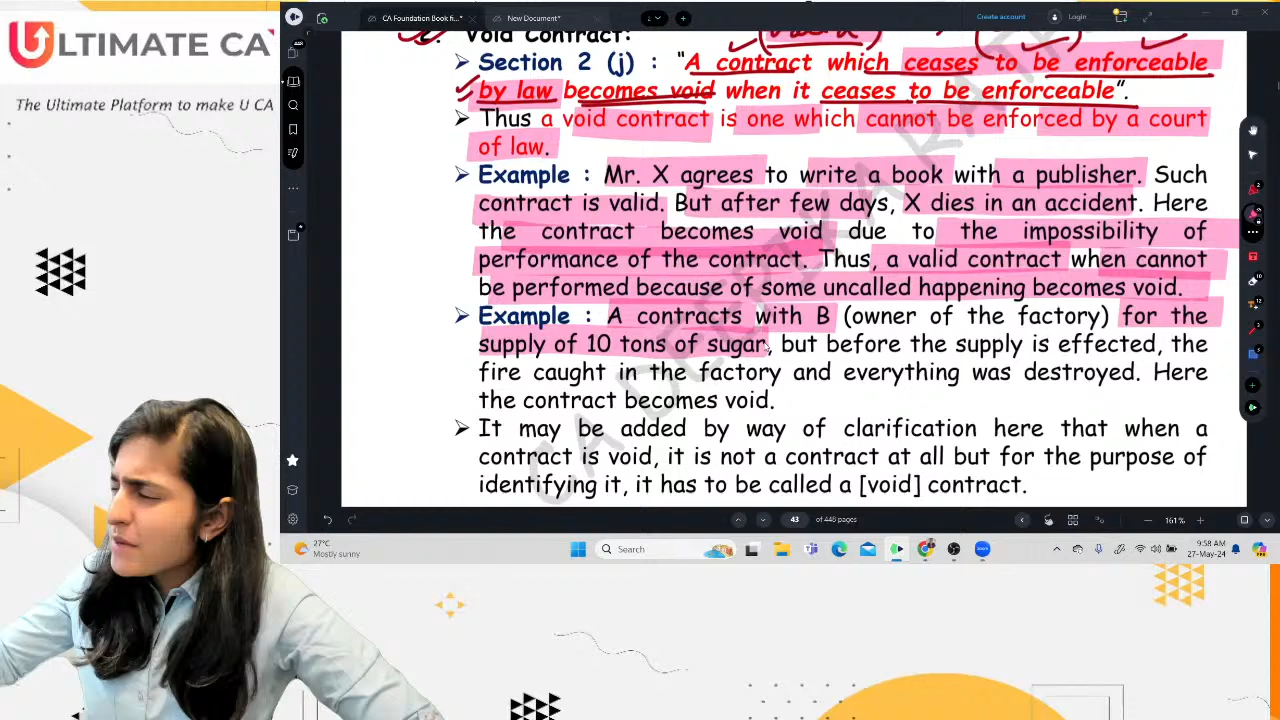 ULTIMATE CA
The Ultimate Platform to make U CA
CA Foundation Book fi...*
New Document*
Create account
Login
2. Void Contract:
Section 2 (j) : "A contract which ceases to be enforceable
by law becomes void when it ceases to be enforceable".
Thus a void contract is one which cannot be enforced by a court
of law.
Example : Mr. X agrees to write a book with a publisher. Such
contract is valid. But after few days, X dies in an accident. Here
the contract becomes void due to the impossibility of
performance of the contract. Thus, a valid contract when cannot
be performed because of some uncalled happening becomes void.
Example : A contracts with B (owner of the factory) for the
supply of 10 tons of sugar, but before the supply is effected, the
fire caught in the factory and everything was destroyed. Here
the contract becomes void.
It may be added by way of clarification here that when a
contract is void, it is not a contract at all but for the purpose of
identifying it, it has to be called a [void] contract.
43 of 446 pages
161%
27°C
Mostly sunny
Search
9:58 AM
27-May-24